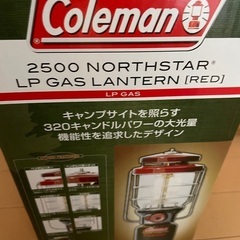 Coleman
2500 NORTHSTAR®
LP GAS LANTERN [RED]
LP GAS
キャンプサイトを照らす
320キャンドルパワーの大光量
機能性を追求したデザイン